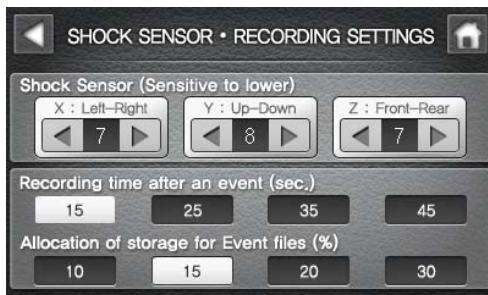 SHOCK SENSOR • RECORDING SETTINGS
Shock Sensor (Sensitive to lower)
X : Left-Right Y : Up-Down Z : Front-Rear
7 8 7
Recording time after an event (sec.)
15 25 35 45
Allocation of storage for Event files (%)
10 15 20 30